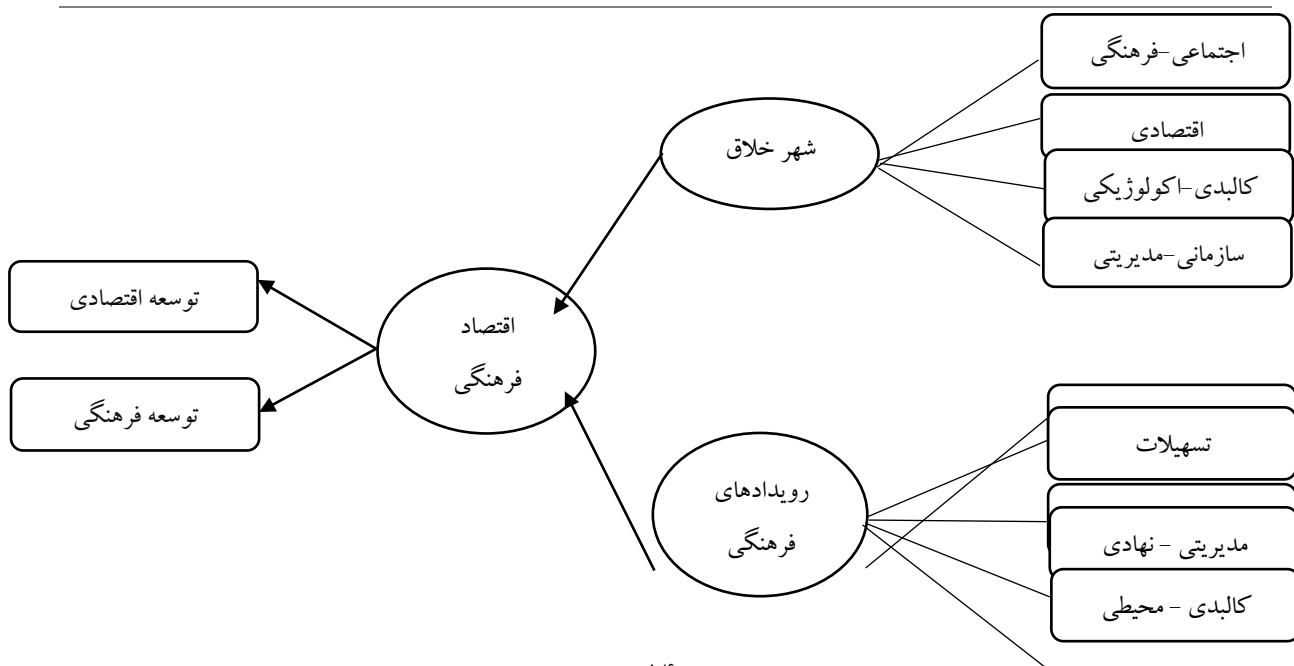 اجتماعی-فرهنگی
اقتصادی
کالبدی-اکولوژیکی
سازمانی-مدیریتی
شهر خلاق
اقتصاد
فرهنگی
توسعه اقتصادی
توسعه فرهنگی
رویدادهای
فرهنگی
تسهیلات
مدیریتی - نهادی
کالبدی - محیطی